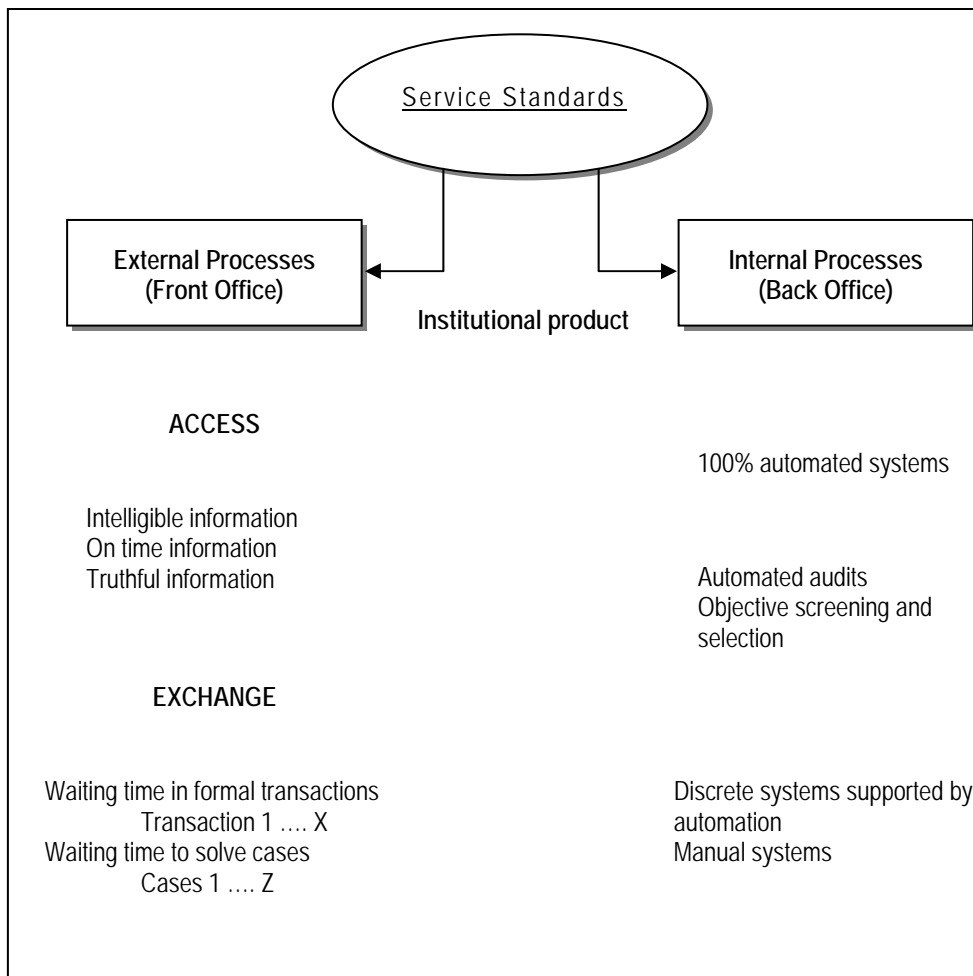 Service Standards
External Processes
(Front Office)
Internal Processes
(Back Office)
Institutional product
ACCESS
Intelligible information
On time information
Truthful information
EXCHANGE
Waiting time in formal transactions
Transaction 1 .... X
Waiting time to solve cases
Cases 1 .... Z
100% automated systems
Automated audits
Objective screening and
selection
Discrete systems supported by
automation
Manual systems